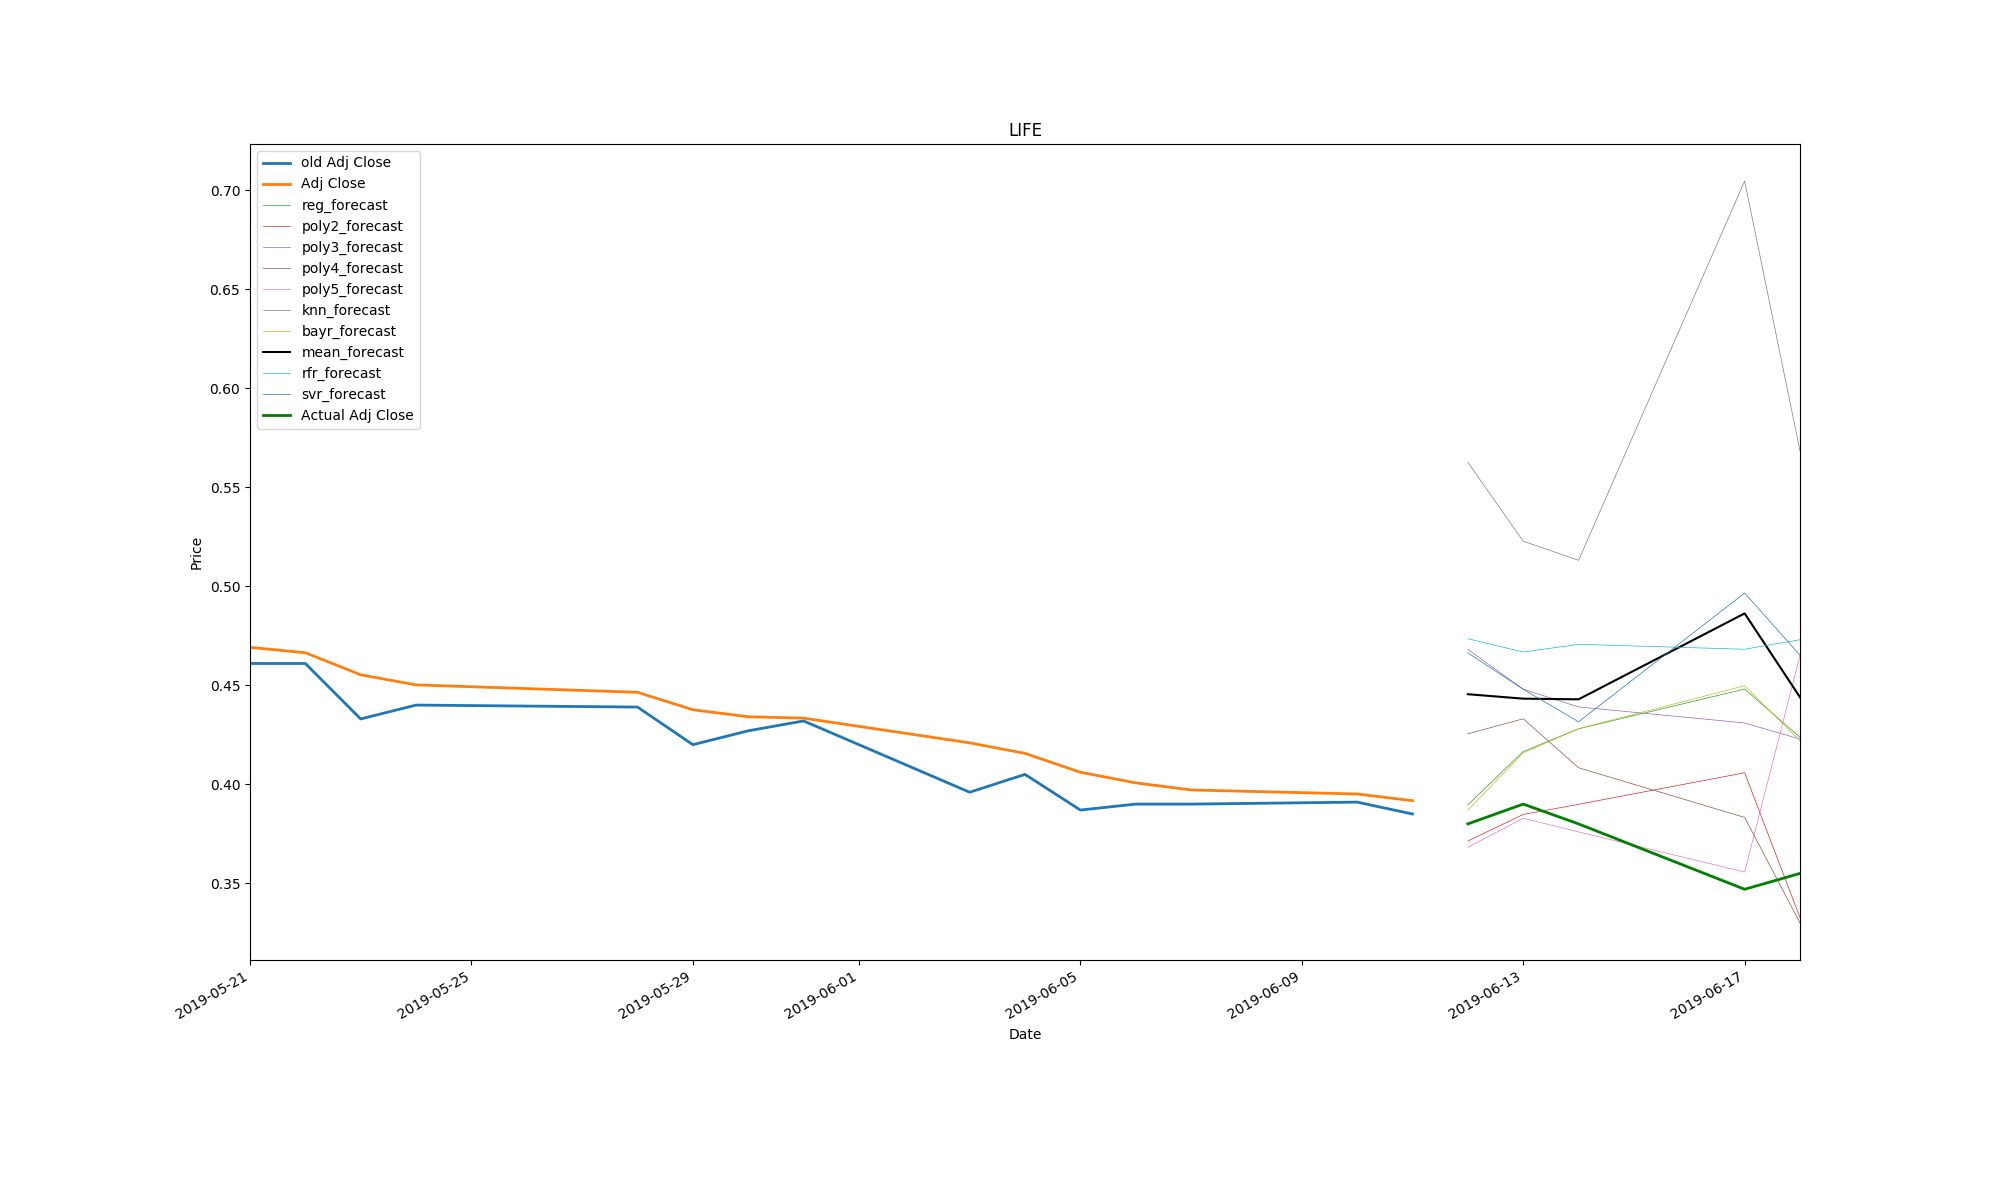 LIFE
old Adj Close
Adj Close
reg_forecast
poly2_forecast
poly3_forecast
poly4_forecast
poly5_forecast
knn_forecast
bayr_forecast
mean_forecast
rfr_forecast
svr_forecast
Actual Adj Close
0.70
0.65
0.60
0.55
0.50
0.45
0.40
0.35
Price
2019-05-21
2019-05-25
2019-05-29
2019-06-01
2019-06-05
2019-06-09
2019-06-13
2019-06-17
Date